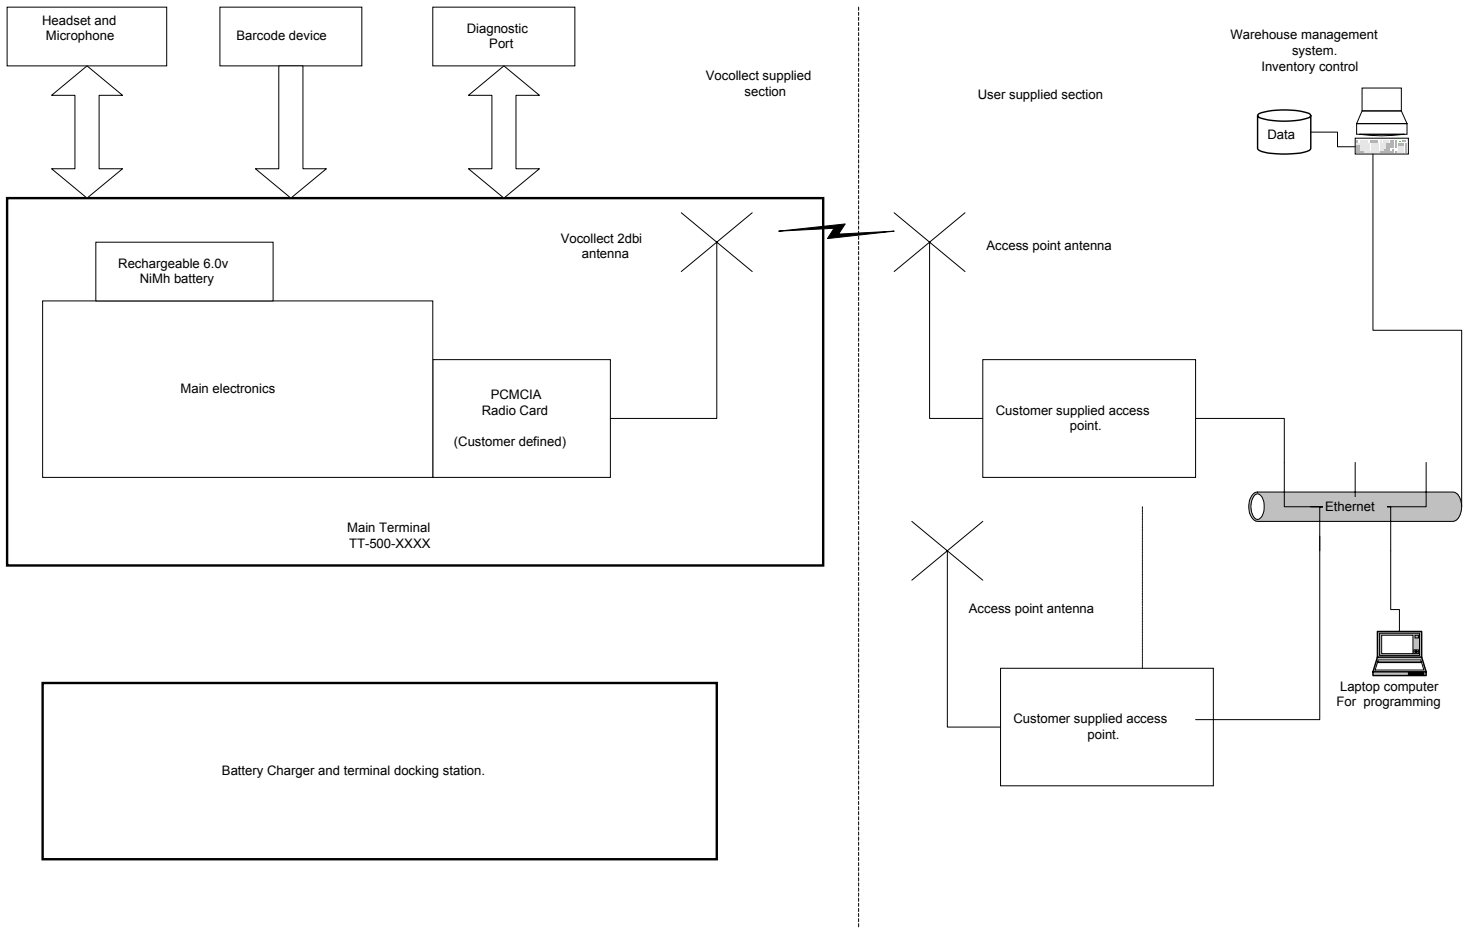 Headset and
Microphone
Barcode device
Diagnostic
Port
Vocollect supplied
section
User supplied section
Warehouse management
system.
Inventory control
Data
Vocollect 2dbi
antenna
Access point antenna
Rechargeable 6.0v
NiMh battery
Main electronics
PCMCIA
Radio Card
(Customer defined)
Customer supplied access
point.
Main Terminal
TT-500-XXXX
Ethernet
Access point antenna
Laptop computer
For programming
Customer supplied access
point.
Battery Charger and terminal docking station.